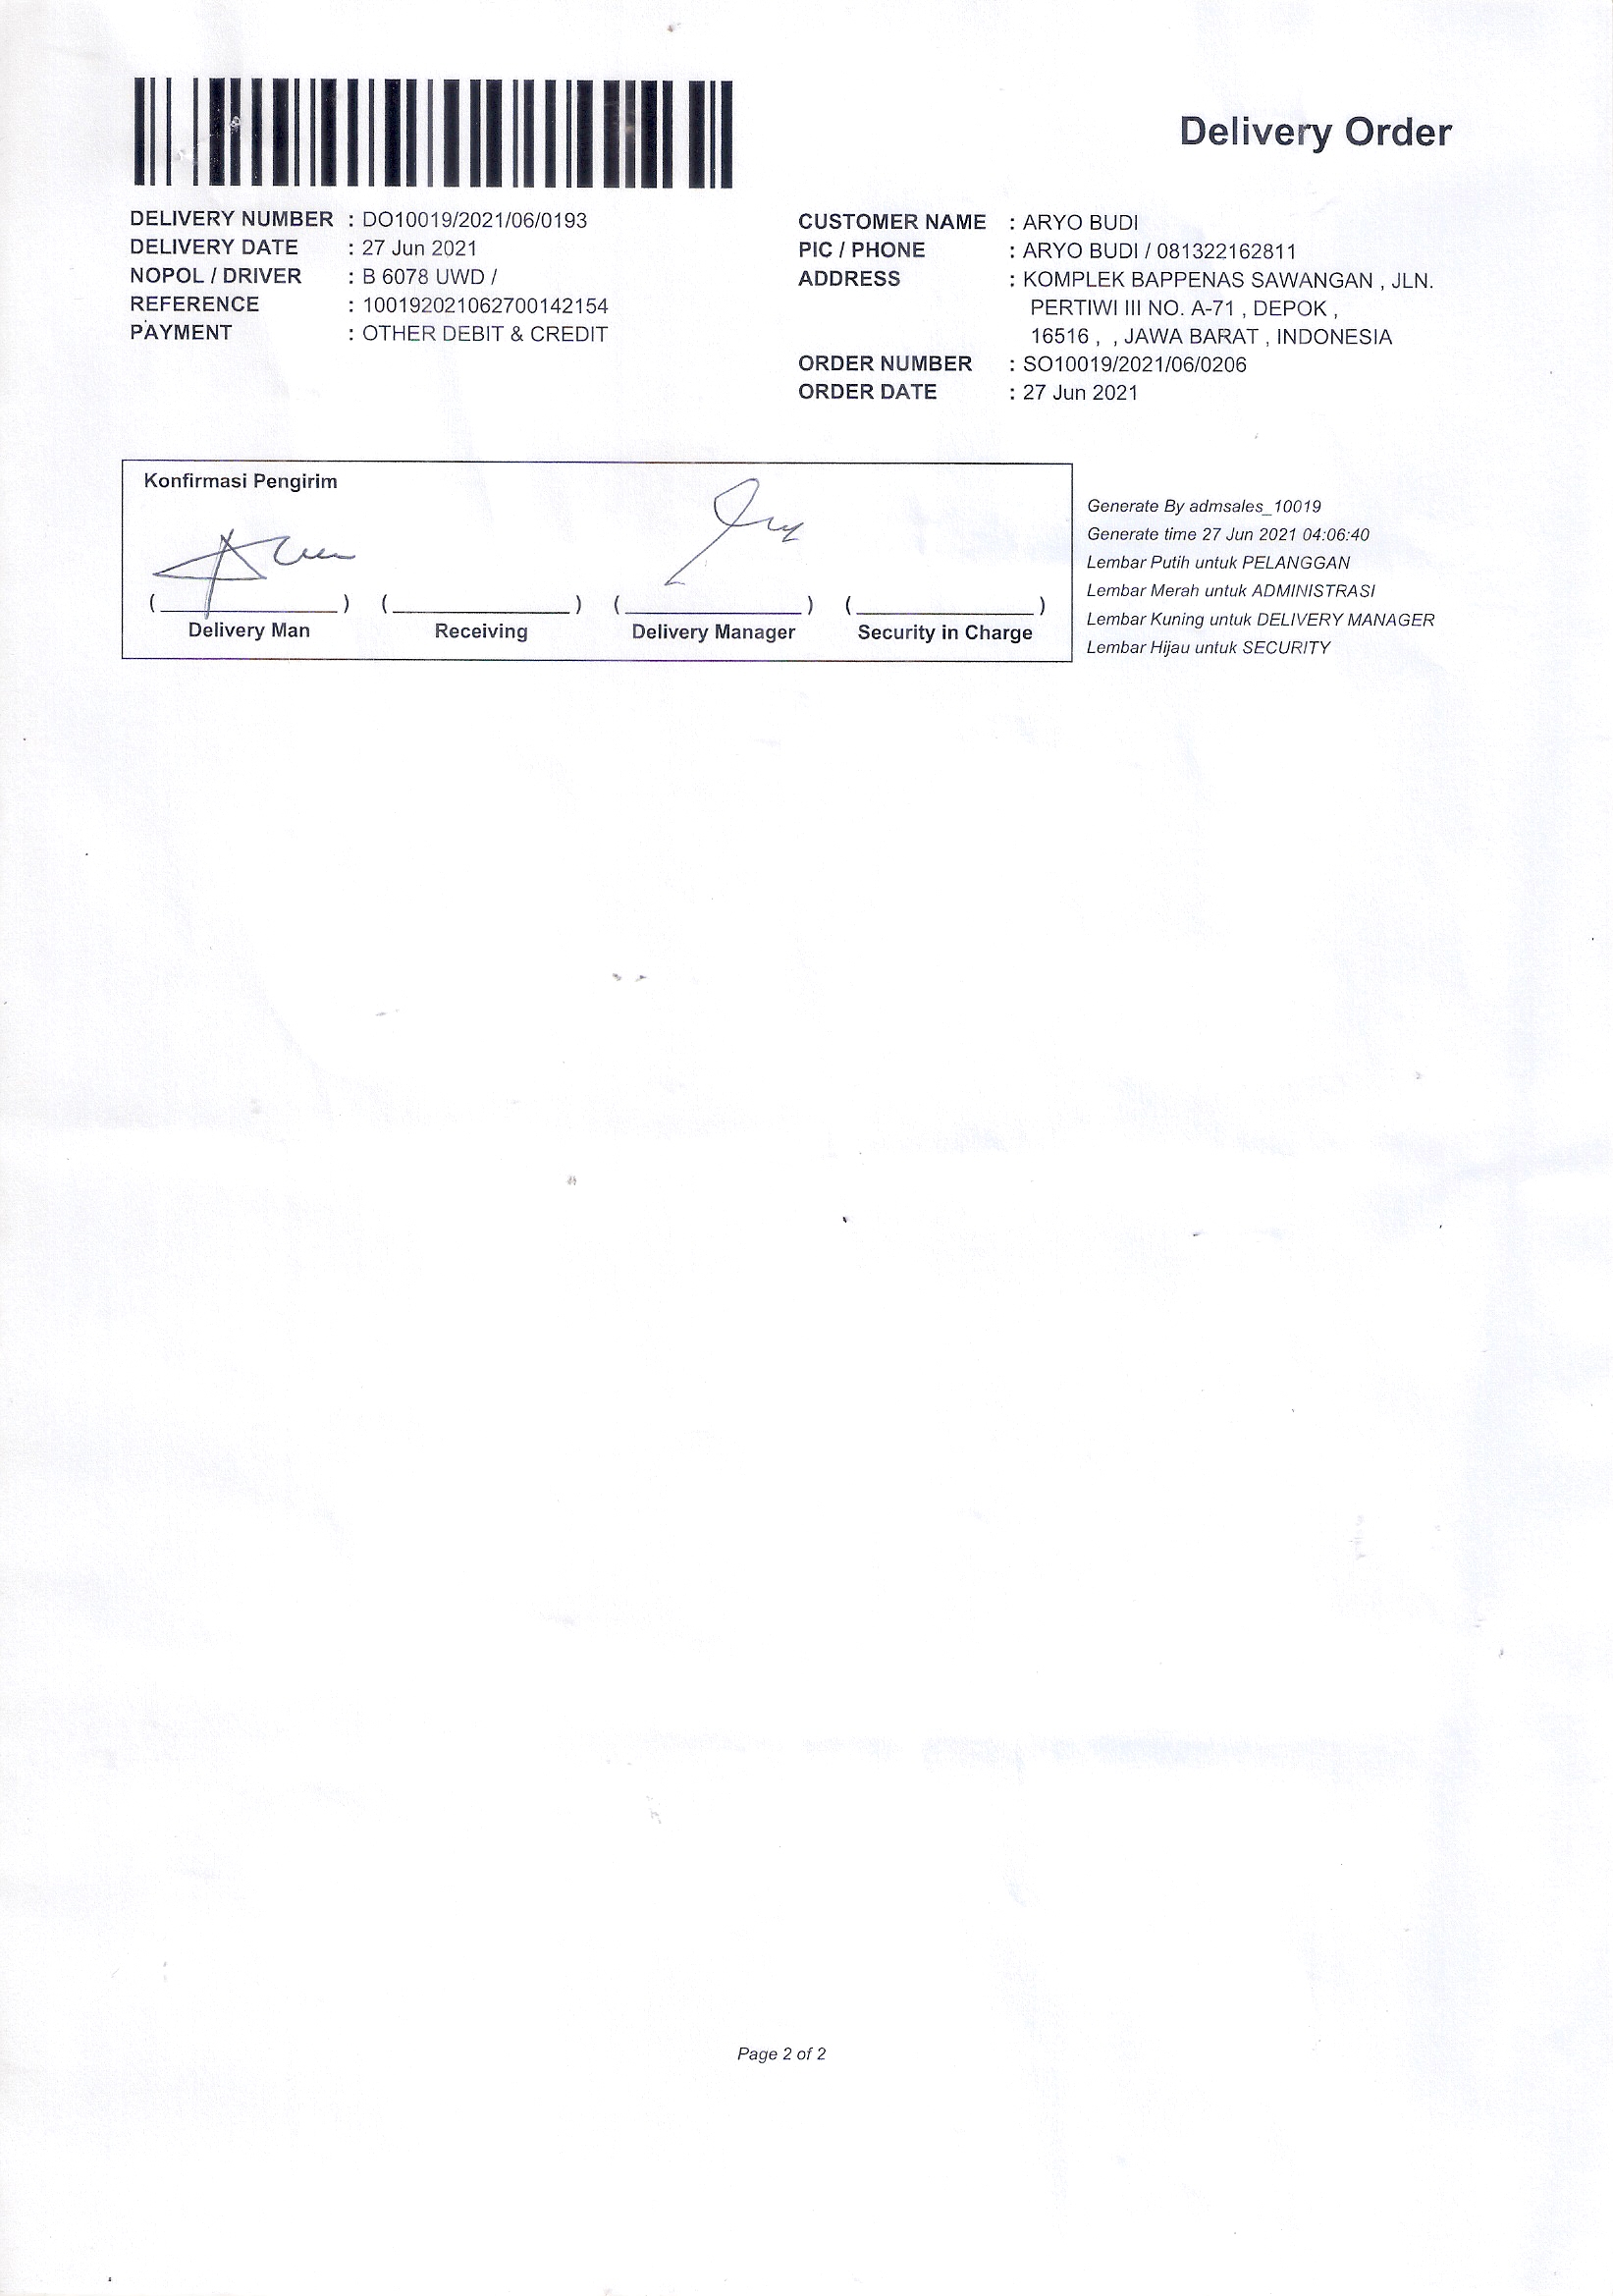 Delivery Order
DELIVERY NUMBER : DO10019/2021/06/0193
DELIVERY DATE : 27 Jun 2021
NOPOL / DRIVER : B 6078 UWD /
REFERENCE : 100192021062700142154
PAYMENT : OTHER DEBIT & CREDIT
CUSTOMER NAME : ARYO BUDI
PIC / PHONE : ARYO BUDI / 081322162811
ADDRESS : KOMPLEK BAPPENAS SAWANGAN , JLN.
PERTIWI III NO. A-71 , DEPOK ,
16516 , , JAWA BARAT , INDONESIA
ORDER NUMBER : SO10019/2021/06/0206
ORDER DATE : 27 Jun 2021
Konfirmasi Pengirim
(____________) (____________) (____________) (____________)
Delivery Man Receiving Delivery Manager Security in Charge
Generate By admsales_10019
Generate time 27 Jun 2021 04:06:40
Lembar Putih untuk PELANGGAN
Lembar Merah untuk ADMINISTRASI
Lembar Kuning untuk DELIVERY MANAGER
Lembar Hijau untuk SECURITY
Page 2 of 2